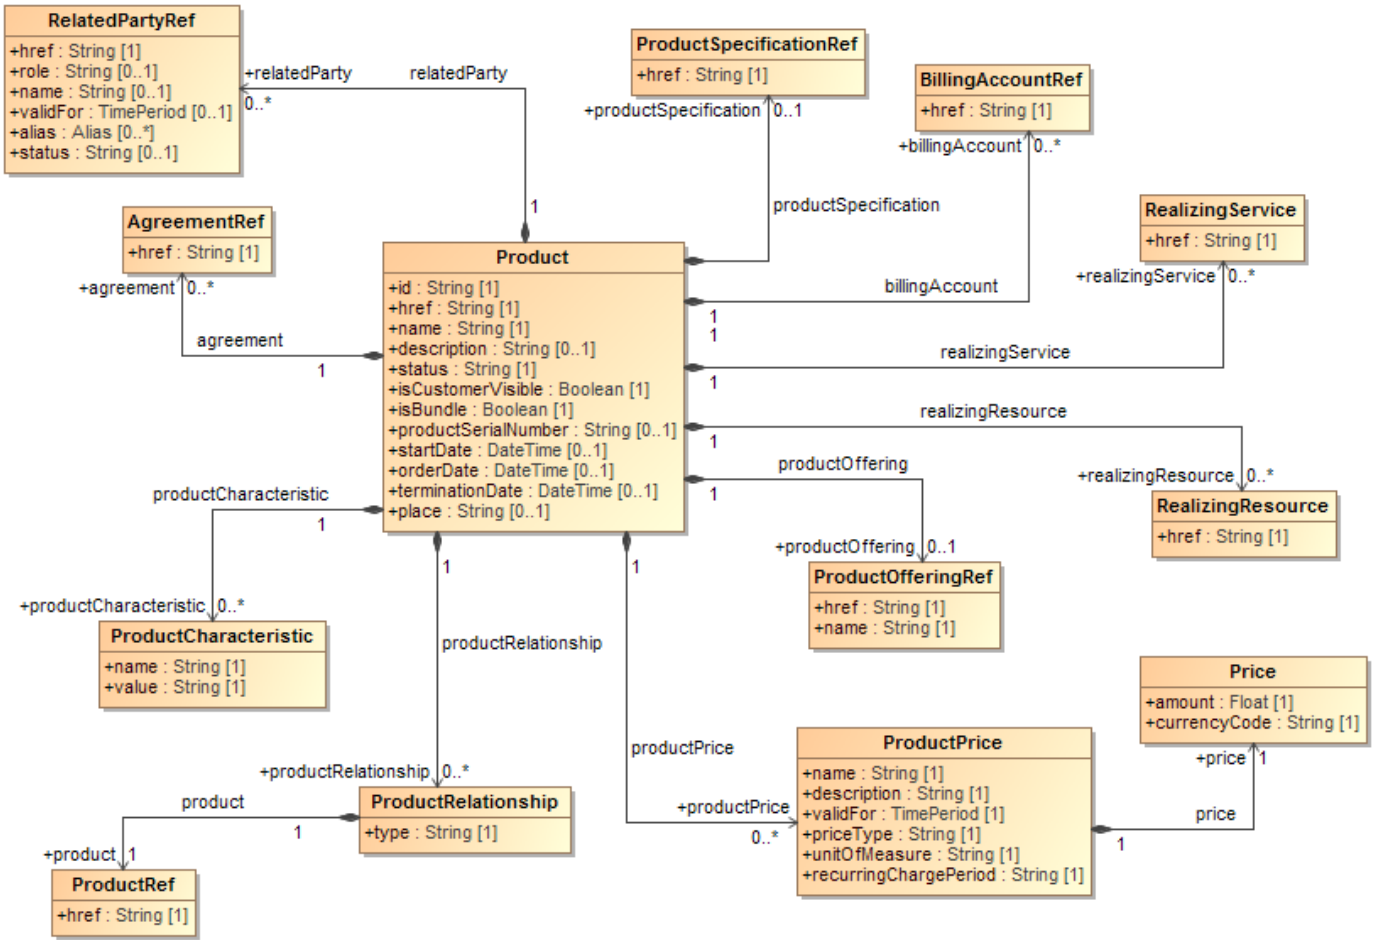 RelatedPartyRef
+href : String [1]
+role : String [0..1]
+name : String [0..1]
+validFor : TimePeriod [0..1]
+alias : Alias [0..*]
+status : String [0..1]
+relatedParty
0..*
relatedParty
1
ProductSpecificationRef
+href : String [1]
+productSpecification
0..1
productSpecification
BillingAccountRef
+href : String [1]
+billingAccount
0..*
billingAccount
1
1
AgreementRef
+href : String [1]
+agreement
0..*
agreement
1
RealizingService
+href : String [1]
+realizingService
0..*
realizingService
1
Product
+id : String [1]
+href : String [1]
+name : String [1]
+description : String [0..1]
+status : String [1]
+isCustomerVisible : Boolean [1]
+isBundle : Boolean [1]
+productSerialNumber : String [0..1]
+startDate : DateTime [0..1]
+orderDate : DateTime [0..1]
+terminationDate : DateTime [0..1]
+place : String [0..1]
realizingResource
1
+realizingResource
0..*
RealizingResource
+href : String [1]
productOffering
1
+productOffering
0..1
ProductOfferingRef
+href : String [1]
+name : String [1]
productCharacteristic
1
+productCharacteristic
0..*
ProductCharacteristic
+name : String [1]
+value : String [1]
1
productRelationship
+productRelationship
0..*
ProductRelationship
+type : String [1]
product
1
+product
1
ProductRef
+href : String [1]
1
productPrice
+productPrice
0..*
ProductPrice
+name : String [1]
+description : String [1]
+validFor : TimePeriod [1]
+priceType : String [1]
+unitOfMeasure : String [1]
+recurringChargePeriod : String [1]
Price
+amount : Float [1]
+currencyCode : String [1]
+price
1
price
1